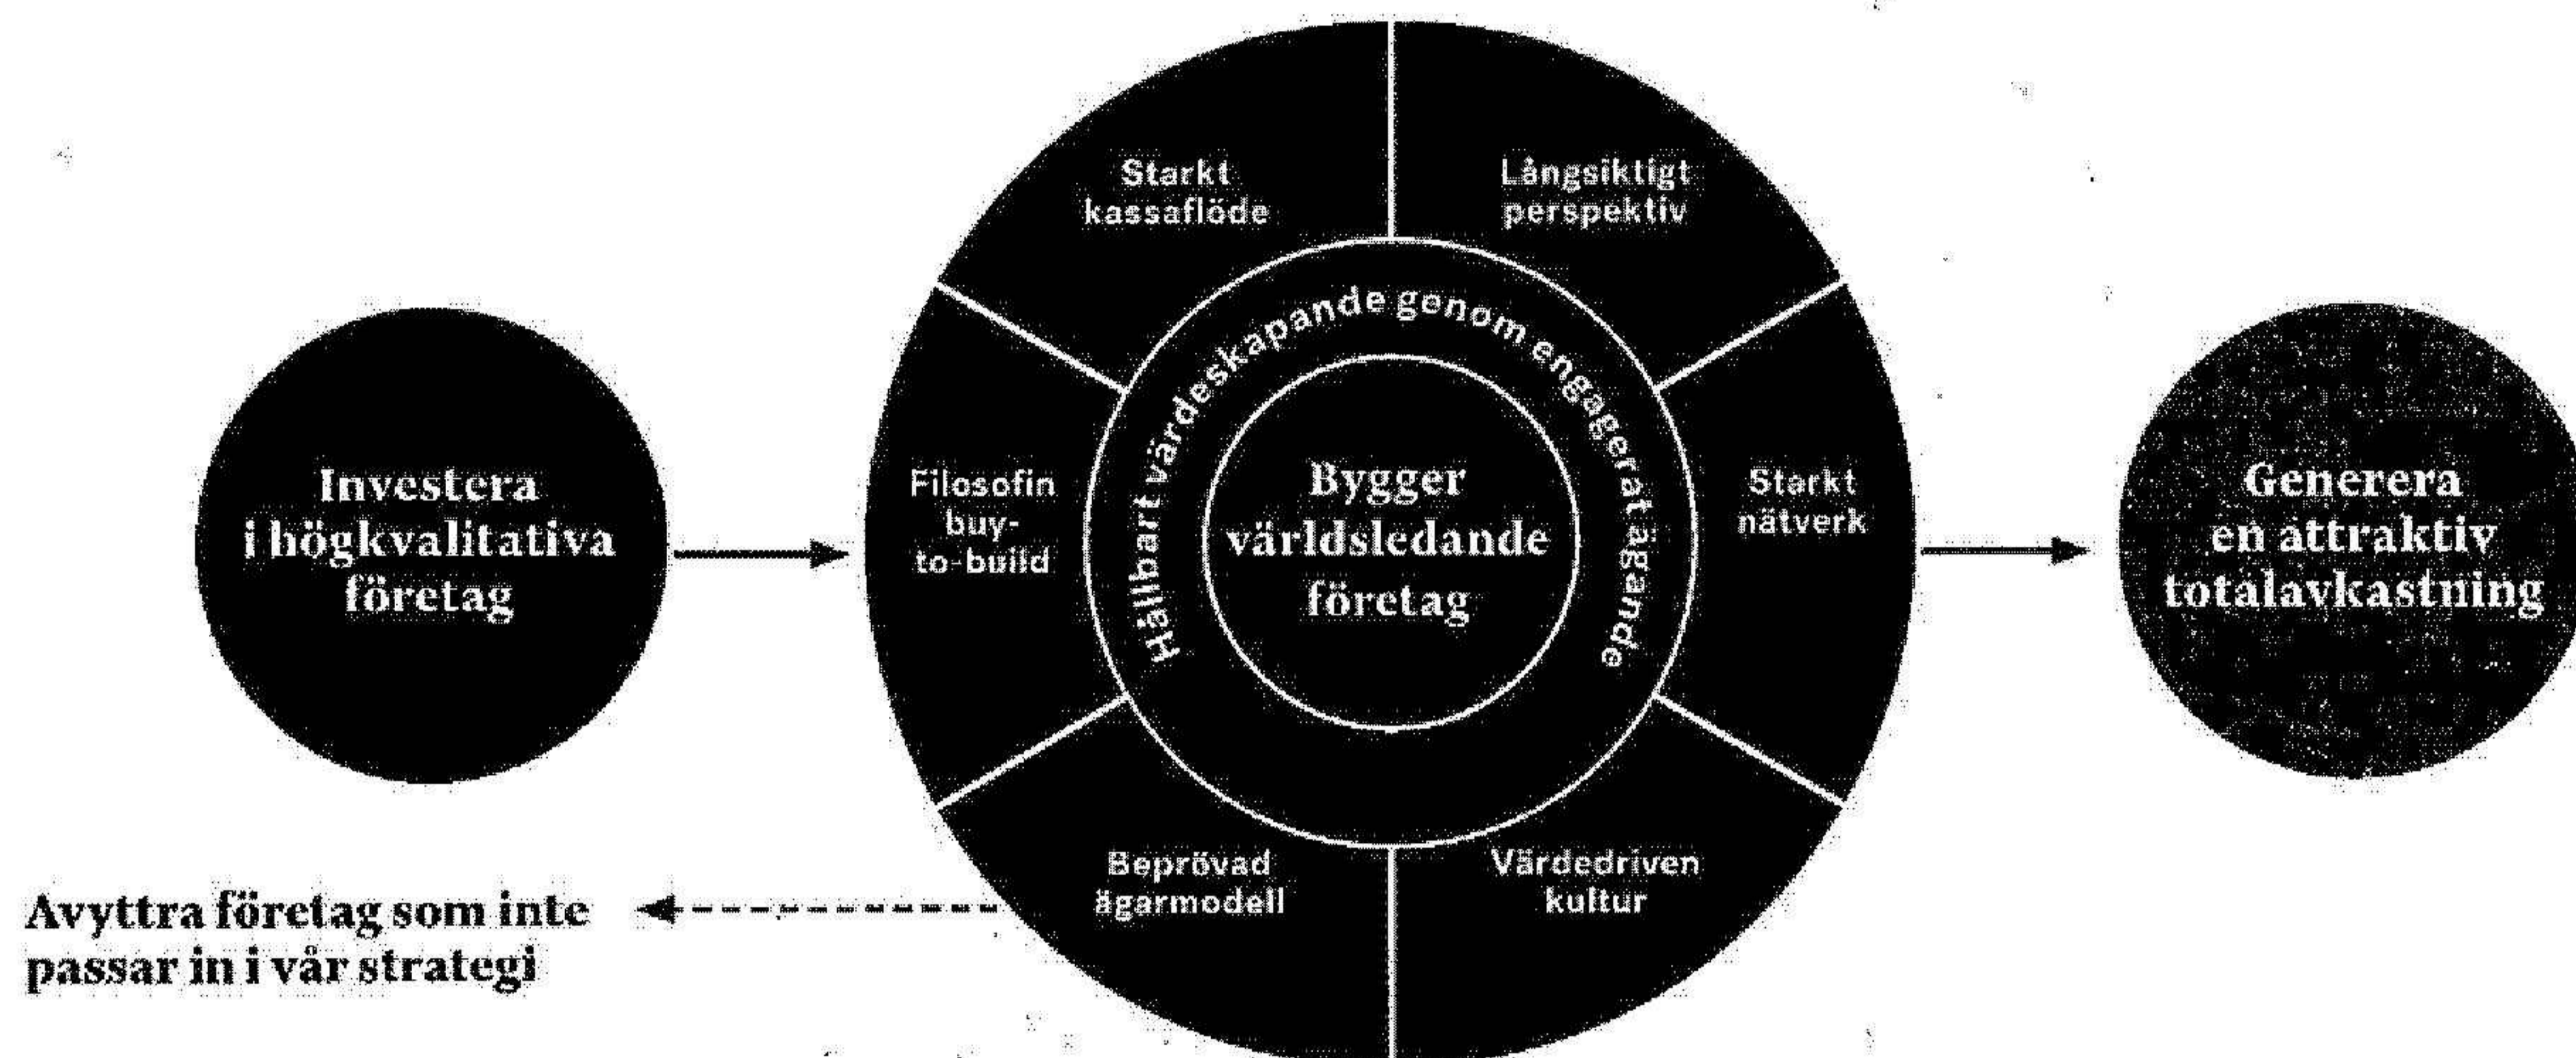 Investera
i högkvalitativa
företag
Starkt
kassaflöde
Långsiktigt
perspektiv
Filosofin
buy-
to-build
Hållbart värdeskapande genom engagerat ägande
Bygger
världsledande
företag
Starkt
nätverk
Beprövad
ägarmodell
Värdedriven
kultur
Generera
en attraktiv
totalavkastning
Avyttra företag som inte
passar in i vår strategi